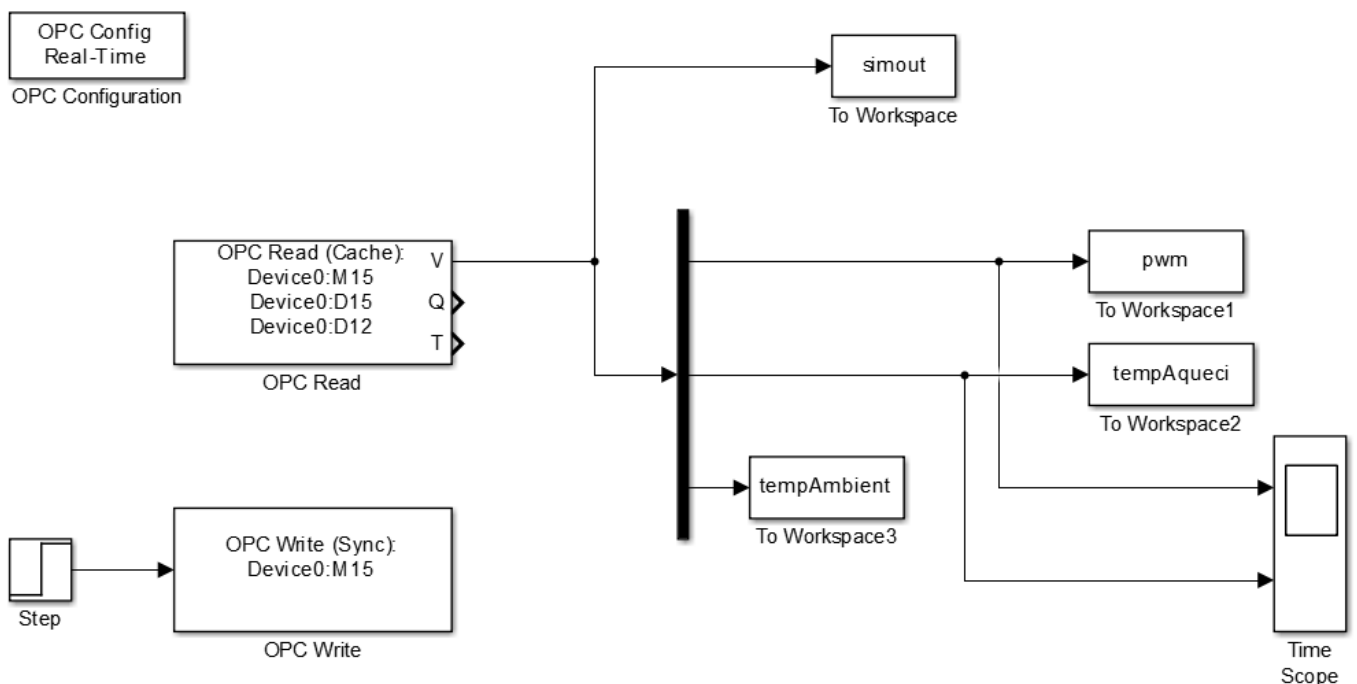 OPC Config
Real-Time
OPC Configuration
simout
To Workspace
OPC Read (Cache):
Device0:M15
Device0:D15
Device0:D12
V
Q
T
OPC Read
pwm
To Workspace1
tempAqueci
To Workspace2
tempAmbient
To Workspace3
Time
Scope
Step
OPC Write (Sync):
Device0:M15
OPC Write